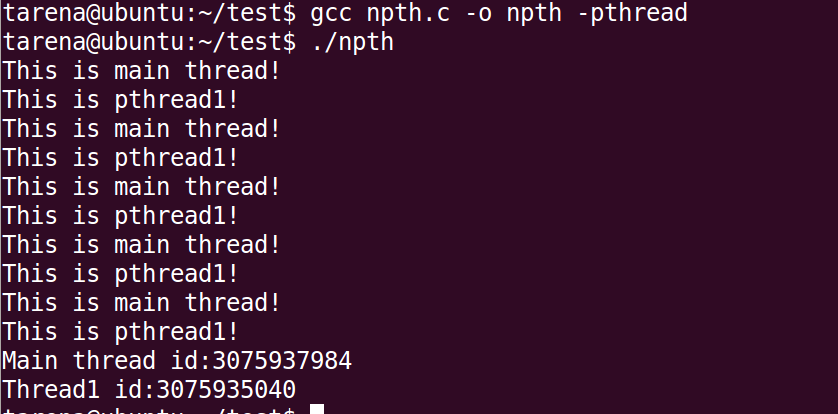 tarena@ubuntu:~/test$ gcc npth.c -o npth -pthread
tarena@ubuntu:~/test$ ./npth
This is main thread!
This is pthread1!
This is main thread!
This is pthread1!
This is main thread!
This is pthread1!
This is main thread!
This is pthread1!
This is main thread!
This is pthread1!
Main thread id:3075937984
Thread1 id:3075935040
tarena@ubuntu:~/test$